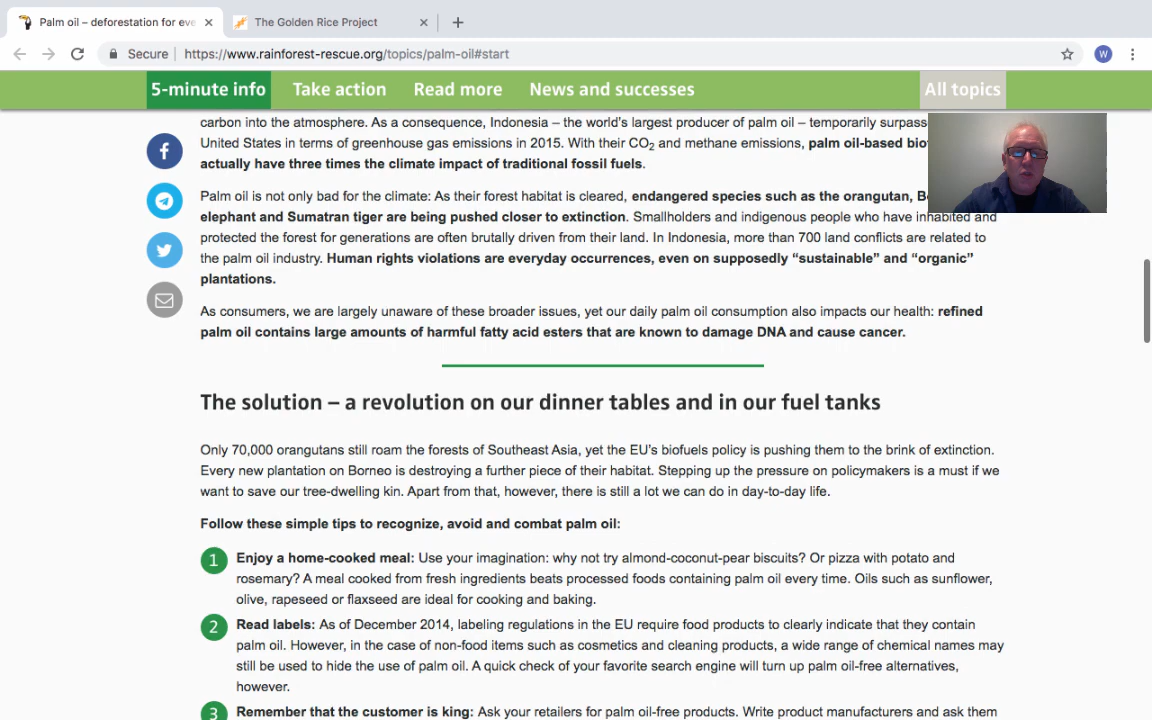 Palm oil – deforestation for eve
The Golden Rice Project
Secure
https://www.rainforest-rescue.org/topics/palm-oil#start
W
5-minute info
Take action
Read more
News and successes
All topics
carbon into the atmosphere. As a consequence, Indonesia – the world's largest producer of palm oil – temporarily surpas
United States in terms of greenhouse gas emissions in 2015. With their CO2 and methane emissions, palm oil-based bio
actually have three times the climate impact of traditional fossil fuels.
Palm oil is not only bad for the climate: As their forest habitat is cleared, endangered species such as the orangutan, B
elephant and Sumatran tiger are being pushed closer to extinction. Smallholders and indigenous people who have inhabited and
protected the forest for generations are often brutally driven from their land. In Indonesia, more than 700 land conflicts are related to
the palm oil industry. Human rights violations are everyday occurrences, even on supposedly “sustainable” and “organic”
plantations.
As consumers, we are largely unaware of these broader issues, yet our daily palm oil consumption also impacts our health: refined
palm oil contains large amounts of harmful fatty acid esters that are known to damage DNA and cause cancer.
The solution – a revolution on our dinner tables and in our fuel tanks
Only 70,000 orangutans still roam the forests of Southeast Asia, yet the EU's biofuels policy is pushing them to the brink of extinction.
Every new plantation on Borneo is destroying a further piece of their habitat. Stepping up the pressure on policymakers is a must if we
want to save our tree-dwelling kin. Apart from that, however, there is still a lot we can do in day-to-day life.
Follow these simple tips to recognize, avoid and combat palm oil:
1 Enjoy a home-cooked meal: Use your imagination: why not try almond-coconut-pear biscuits? Or pizza with potato and
rosemary? A meal cooked from fresh ingredients beats processed foods containing palm oil every time. Oils such as sunflower,
olive, rapeseed or flaxseed are ideal for cooking and baking.
2 Read labels: As of December 2014, labeling regulations in the EU require food products to clearly indicate that they contain
palm oil. However, in the case of non-food items such as cosmetics and cleaning products, a wide range of chemical names may
still be used to hide the use of palm oil. A quick check of your favorite search engine will turn up palm oil-free alternatives,
however.
3 Remember that the customer is king: Ask your retailers for palm oil-free products. Write product manufacturers and ask them